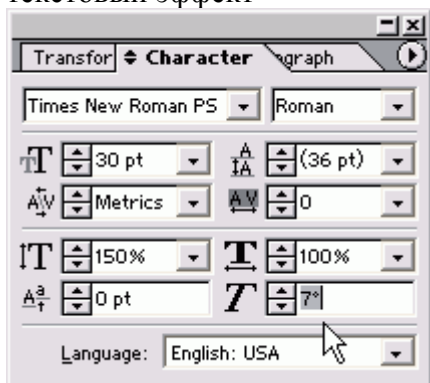 текстовый эффект
Transfor Character agraph
Times New Roman PS Roman
30 pt (36 pt)
Metrics 0
150% 100%
0 pt 7°
Language: English: USA